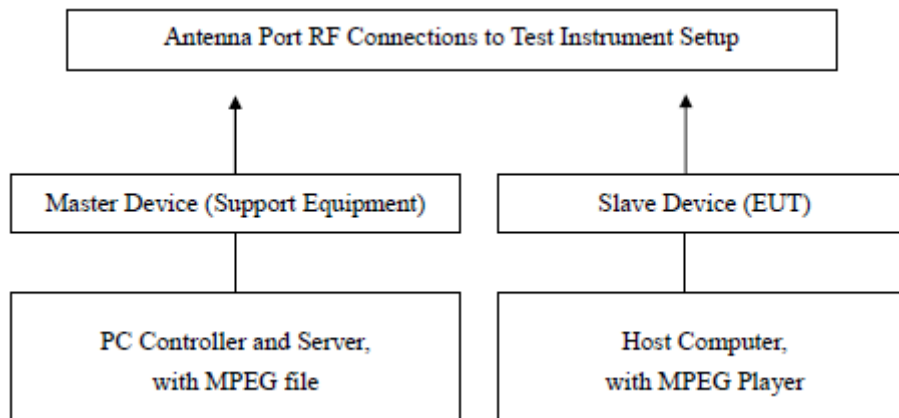 Antenna Port RF Connections to Test Instrument Setup
Master Device (Support Equipment)
Slave Device (EUT)
PC Controller and Server,
with MPEG file
Host Computer,
with MPEG Player